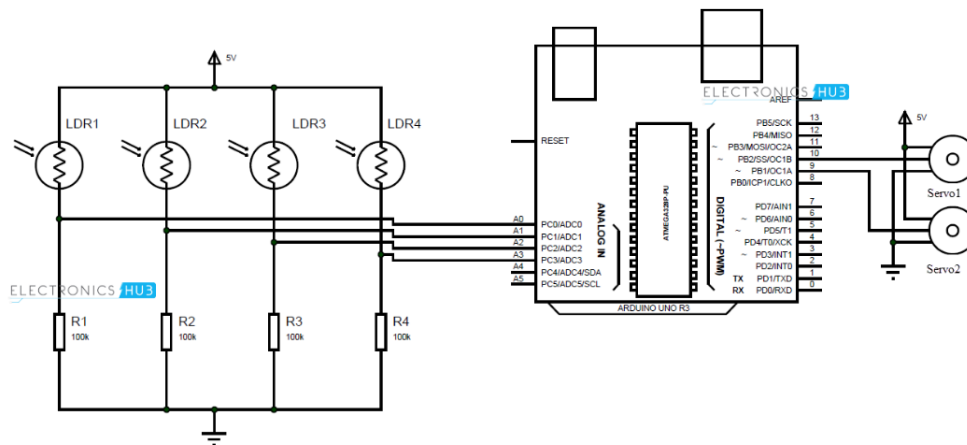 5V
LDR1
LDR2
LDR3
LDR4
R1
100k
R2
100k
R3
100k
R4
100k
ELECTRONICS HUB
ELECTRONICS HUB
RESET
A0 PC0/ADC0
A1 PC1/ADC1
A2 PC2/ADC2
A3 PC3/ADC3
A4 PC4/ADC4/SDA
A5 PC5/ADC5/SCL
ANALOG IN
ATMEGA328P-PU
DIGITAL (~PWM)
AREF
PB5/SCK 13
PB4/MISO 12
~ PB3/MOSI/OC2A 11
~ PB2/SS/OC1B 10
~ PB1/OC1A 9
PB0/ICP1/CLKO 8
PD7/AIN1 7
~ PD6/AIN0 6
~ PD5/T1 5
PD4/T0/XCK 4
~ PD3/INT1 3
PD2/INT0 2
TX PD1/TXD 1
RX PD0/RXD 0
ARDUINO UNO R3
5V
Servo1
Servo2